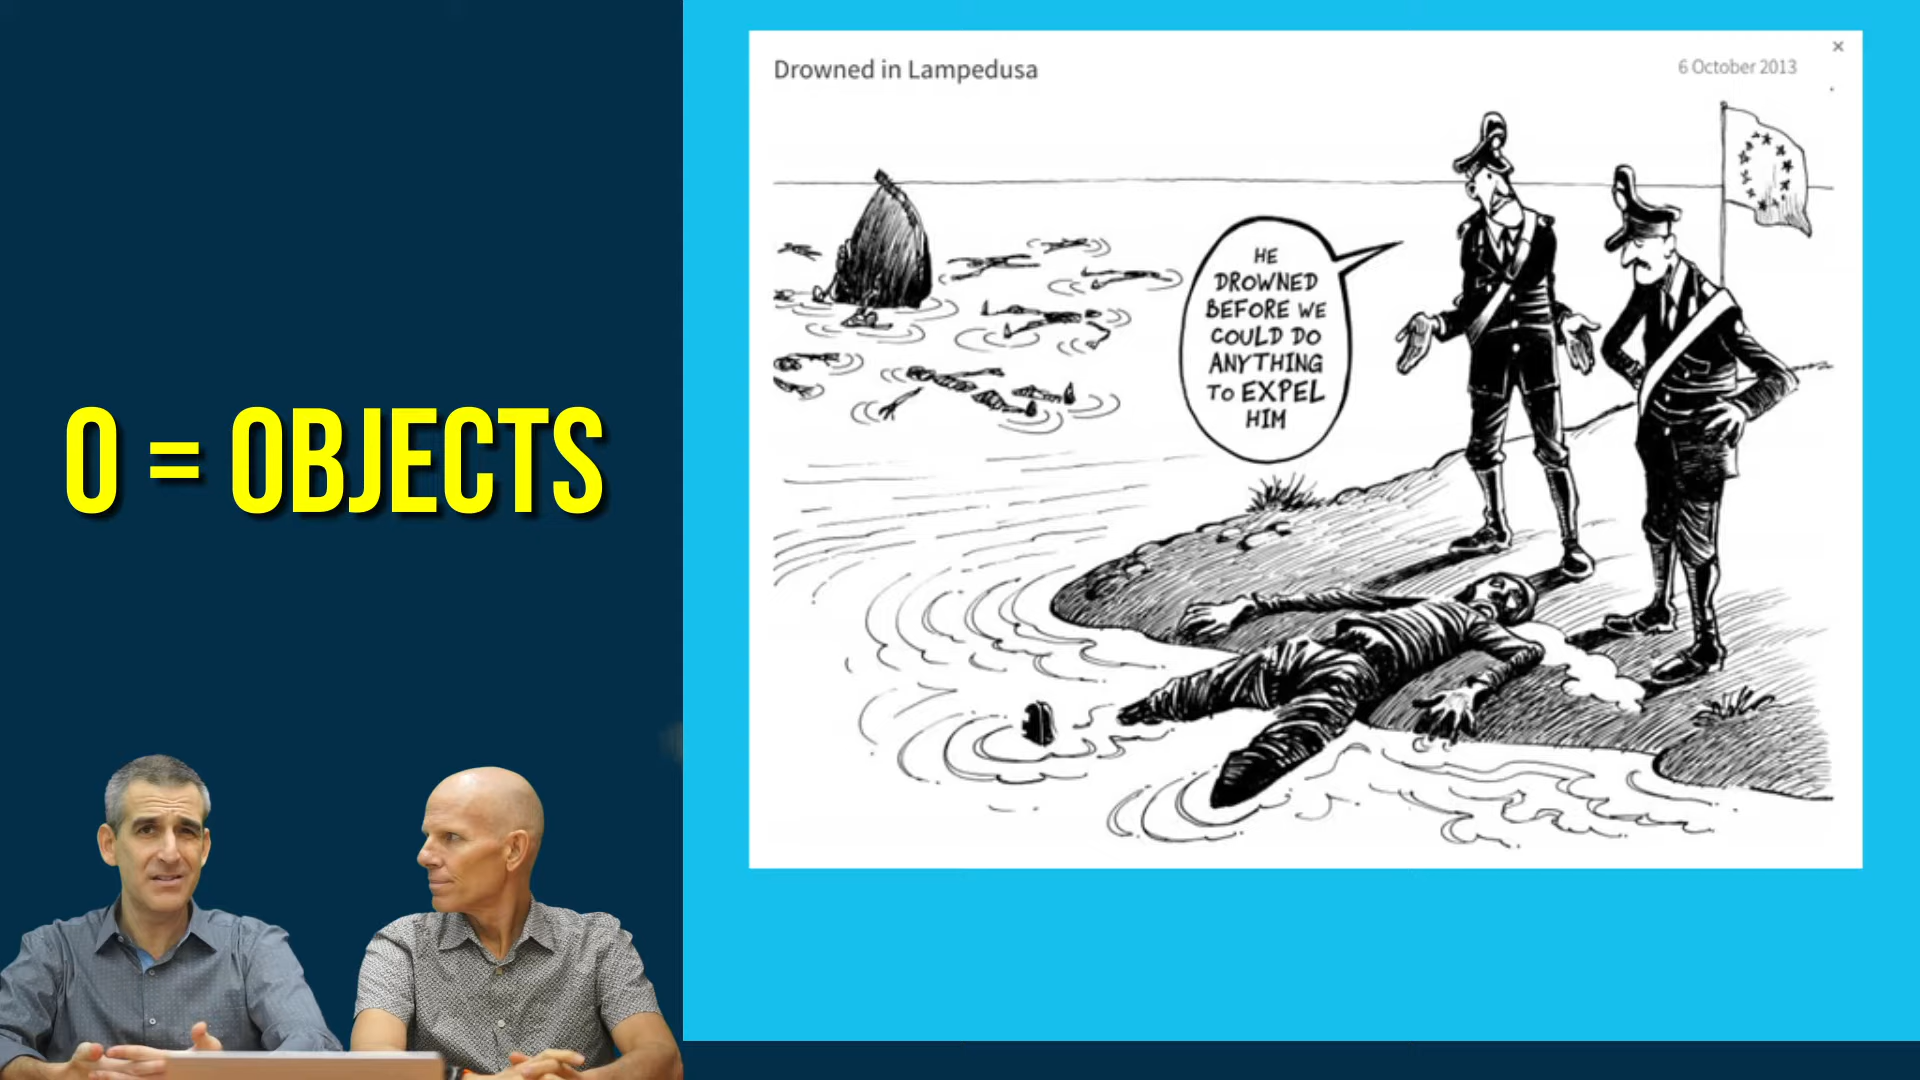 O = OBJECTS
Drowned in Lampedusa
6 October 2013
HE
DROWNED
BEFORE WE
COULD DO
ANYTHING
TO EXPEL
HIM